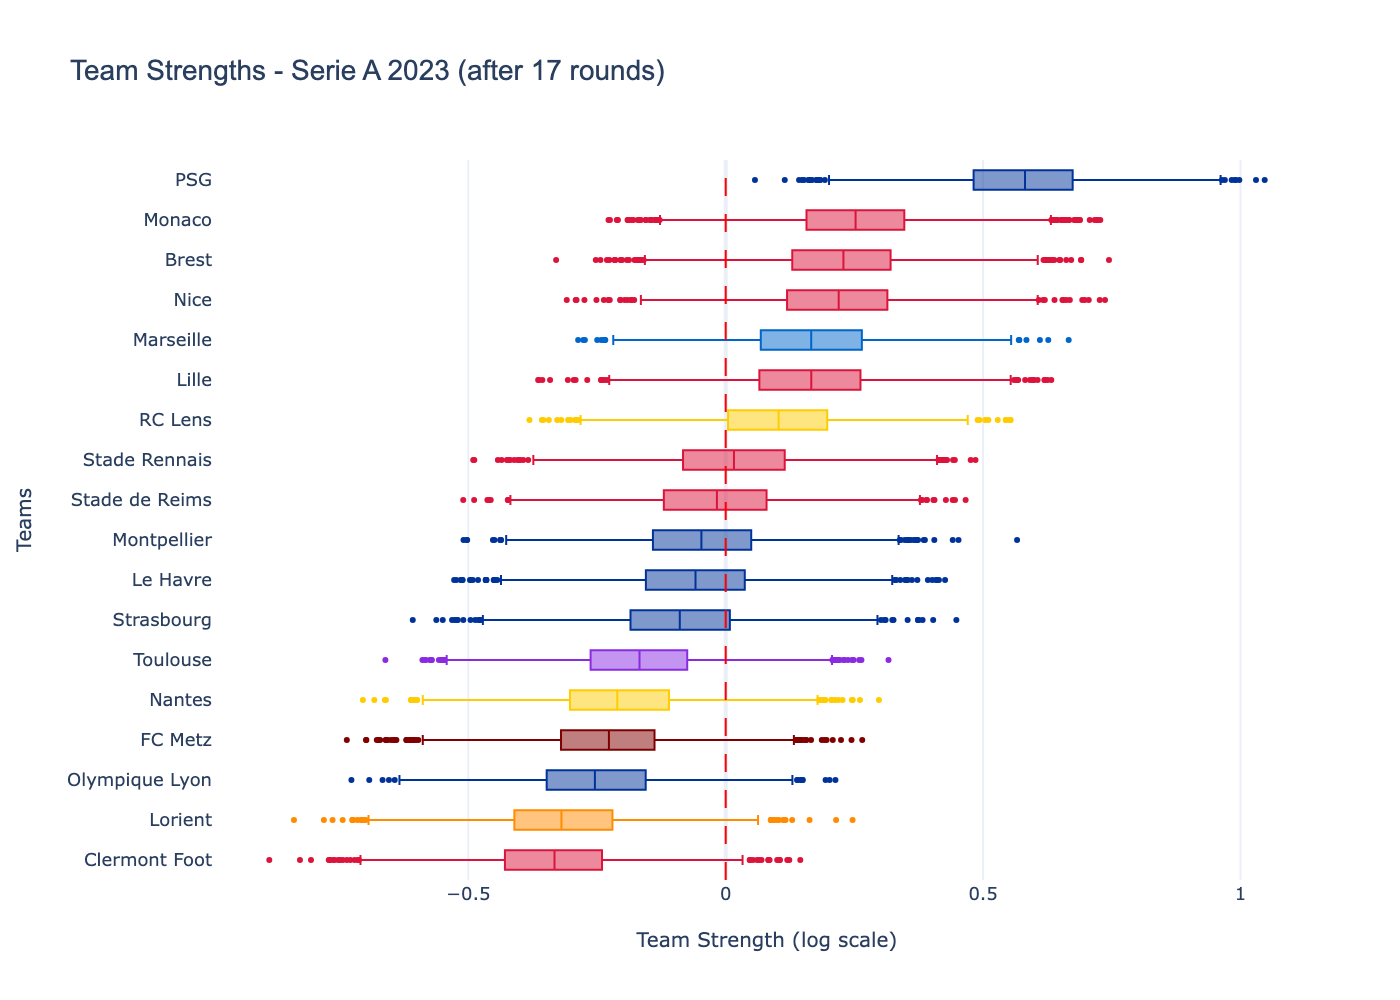 Team Strengths - Serie A 2023 (after 17 rounds)
PSG
Monaco
Brest
Nice
Marseille
Lille
RC Lens
Stade Rennais
Stade de Reims
Montpellier
Le Havre
Strasbourg
Toulouse
Nantes
FC Metz
Olympique Lyon
Lorient
Clermont Foot
Teams
−0.5 0 0.5 1
Team Strength (log scale)